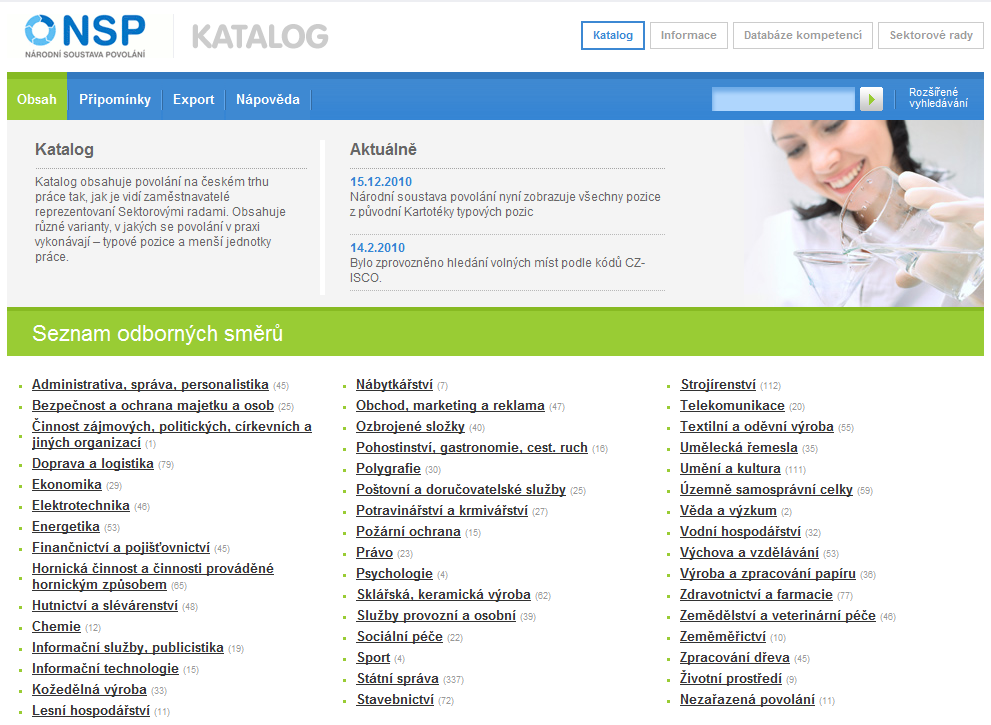 NSP
NÁRODNÍ SOUSTAVA POVOLÁNÍ
KATALOG
Katalog
Informace
Databáze kompetencí
Sektorové rady
Obsah
Připomínky
Export
Nápověda
Rozšířené
vyhledávání
Katalog
Katalog obsahuje povolání na českém trhu
práce tak, jak je vidí zaměstnavatelé
reprezentovaní Sektorovými radami. Obsahuje
různé varianty, v jakých se povolání v praxi
vykonávají – typové pozice a menší jednotky
práce.
Aktuálně
15.12.2010
Národní soustava povolání nyní zobrazuje všechny pozice
z původní Kartotéky typových pozic
14.2.2010
Bylo zprovozněno hledání volných míst podle kódů CZ-
ISCO.
Seznam odborných směrů
Administrativa, správa, personalistika (45)
Bezpečnost a ochrana majetku a osob (25)
Činnost zájmových, politických, církevních a
jiných organizací (1)
Doprava a logistika (79)
Ekonomika (29)
Elektrotechnika (46)
Energetika (53)
Finančnictví a pojišťovnictví (45)
Hornická činnost a činnosti prováděné
hornickým způsobem (65)
Hutnictví a slévárenství (48)
Chemie (12)
Informační služby, publicistika (19)
Informační technologie (15)
Kožedělná výroba (33)
Lesní hospodářství (11)
Nábytkářství (7)
Obchod, marketing a reklama (47)
Ozbrojené složky (40)
Pohostinství, gastronomie, cest. ruch (16)
Polygrafie (30)
Poštovní a doručovatelské služby (25)
Potravinářství a krmivářství (27)
Požární ochrana (15)
Právo (23)
Psychologie (4)
Sklářská, keramická výroba (62)
Služby provozní a osobní (39)
Sociální péče (22)
Sport (4)
Státní správa (337)
Stavebnictví (72)
Strojírenství (112)
Telekomunikace (20)
Textilní a oděvní výroba (55)
Umělecká řemesla (35)
Umění a kultura (111)
Územně samosprávní celky (59)
Věda a výzkum (2)
Vodní hospodářství (32)
Výchova a vzdělávání (53)
Výroba a zpracování papíru (36)
Zdravotnictví a farmacie (77)
Zemědělství a veterinární péče (46)
Zeměměřictví (10)
Zpracování dřeva (45)
Životní prostředí (9)
Nezařazená povolání (11)